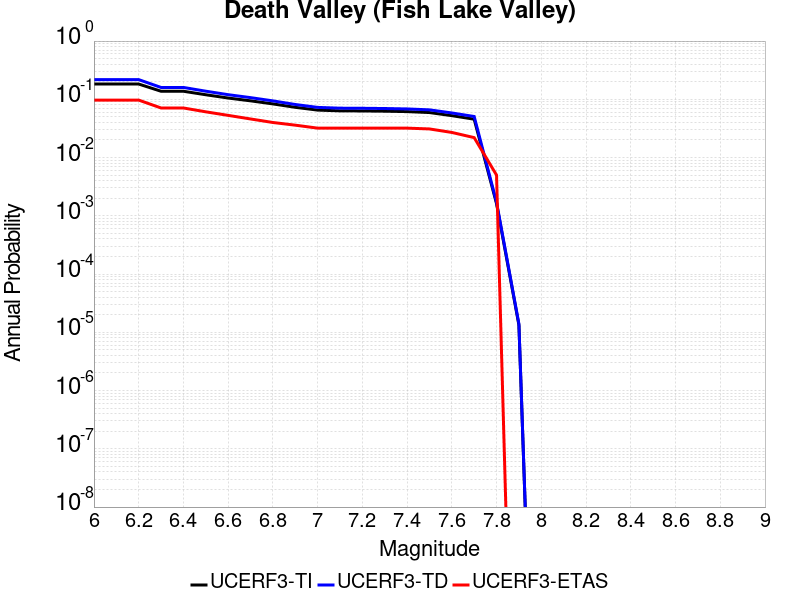 Death Valley (Fish Lake Valley)
10^0
10^-1
10^-2
10^-3
10^-4
10^-5
10^-6
10^-7
10^-8
Annual Probability
6 6.2 6.4 6.6 6.8 7 7.2 7.4 7.6 7.8 8 8.2 8.4 8.6 8.8 9
Magnitude
UCERF3-TI UCERF3-TD UCERF3-ETAS